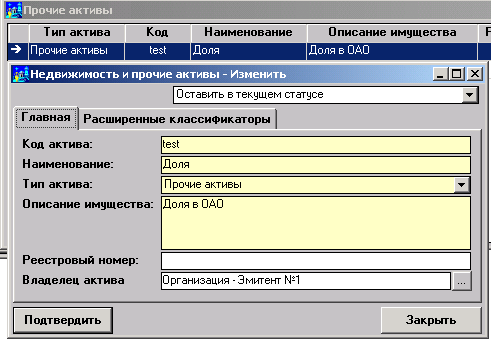 Прочие активы
Тип актива Код Наименование Описание имущества
Прочие активы test Доля Доля в ОАО
Недвижимость и прочие активы - Изменить
Оставить в текущем статусе
Главная Расширенные классификаторы
Код актива: test
Наименование: Доля
Тип актива: Прочие активы
Описание имущества: Доля в ОАО
Реестровый номер:
Владелец актива Организация - Эмитент №1 ...
Подтвердить Закрыть